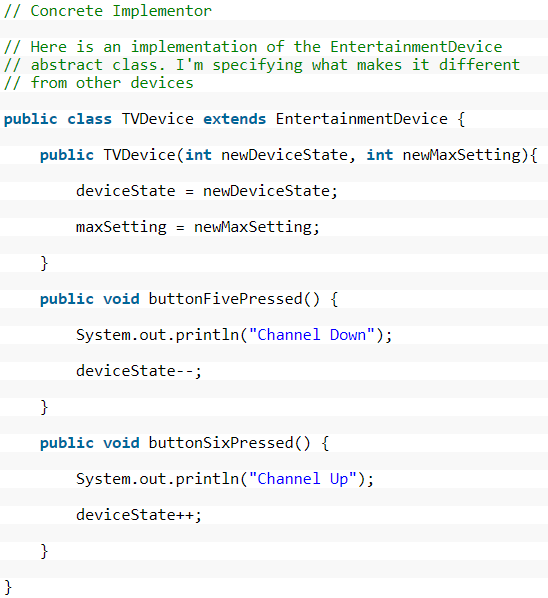 // Concrete Implementor
// Here is an implementation of the EntertainmentDevice
// abstract class. I'm specifying what makes it different
// from other devices
public class TVDevice extends EntertainmentDevice {
public TVDevice(int newDeviceState, int newMaxSetting){
deviceState = newDeviceState;
maxSetting = newMaxSetting;
}
public void buttonFivePressed() {
System.out.println("Channel Down");
deviceState--;
}
public void buttonSixPressed() {
System.out.println("Channel Up");
deviceState++;
}
}